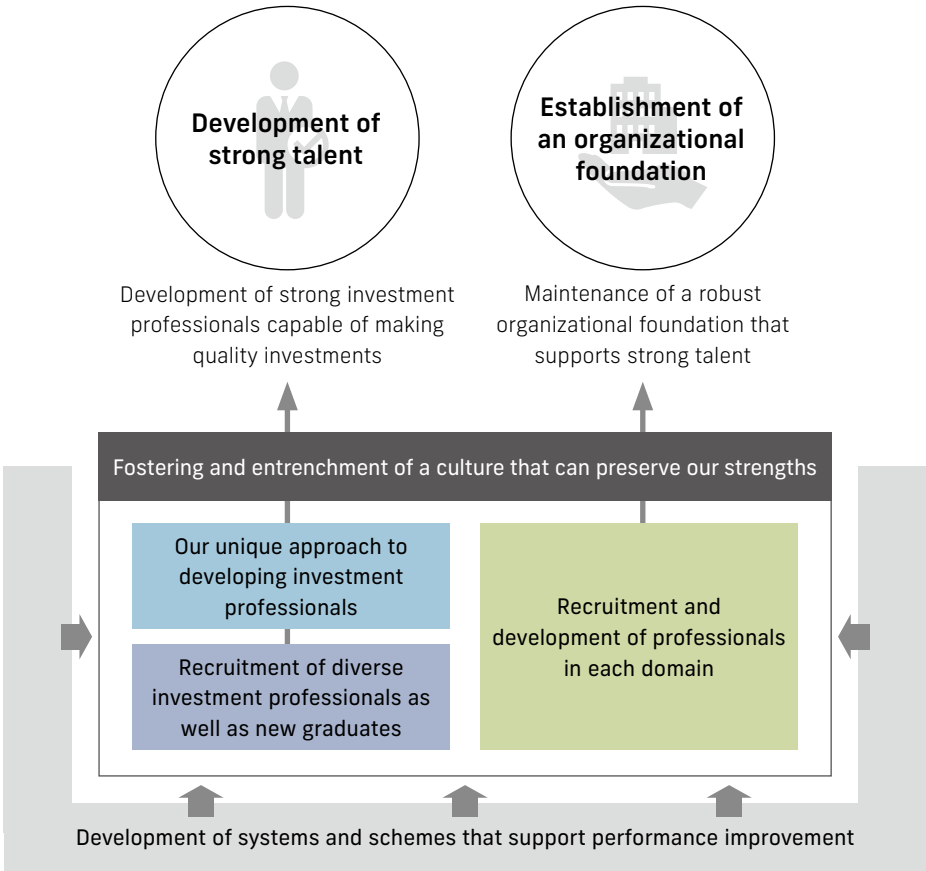 Development of
strong talent
Establishment of
an organizational
foundation
Development of strong investment
professionals capable of making
quality investments
Maintenance of a robust
organizational foundation that
supports strong talent
Fostering and entrenchment of a culture that can preserve our strengths
Our unique approach to
developing investment
professionals
Recruitment of diverse
investment professionals as
well as new graduates
Recruitment and
development of professionals
in each domain
Development of systems and schemes that support performance improvement